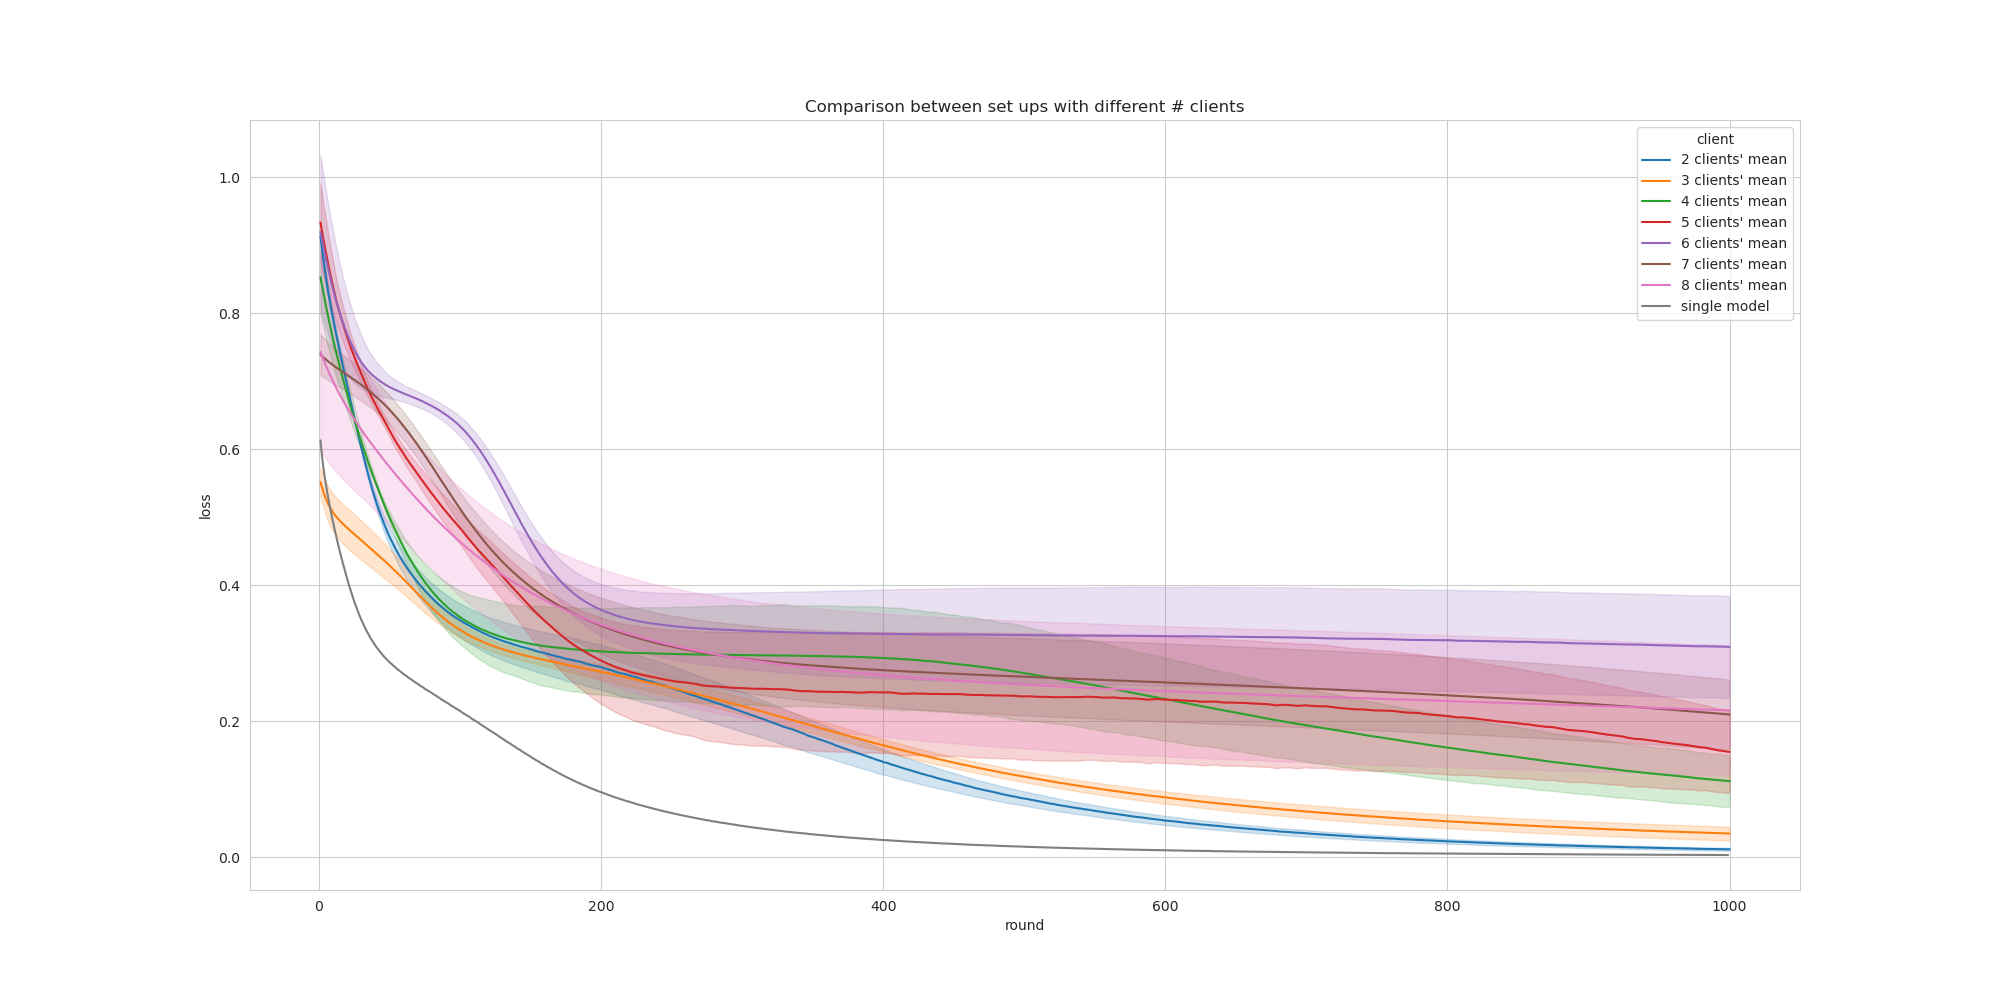 Comparison between set ups with different # clients
client
2 clients' mean
3 clients' mean
4 clients' mean
5 clients' mean
6 clients' mean
7 clients' mean
8 clients' mean
single model
loss
1.0
0.8
0.6
0.4
0.2
0.0
0 200 400 600 800 1000
round